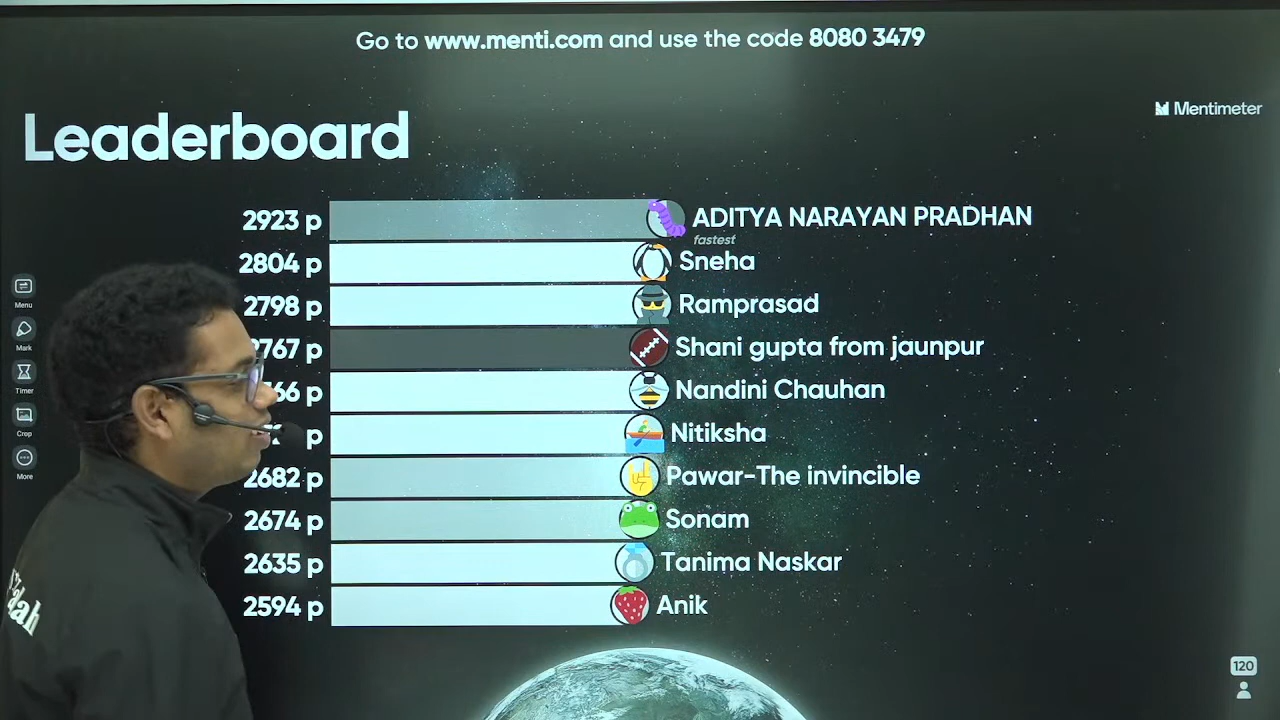 Go to www.menti.com and use the code 8080 3479
Mentimeter
Leaderboard
2923 p ADITYA NARAYAN PRADHAN
fastest
2804 p Sneha
2798 p Ramprasad
767 p Shani gupta from jaunpur
66 p Nandini Chauhan
p Nitiksha
2682 p Pawar-The invincible
2674 p Sonam
2635 p Tanima Naskar
2594 p Anik
Menu
Mark
Timer
Crop
More
120